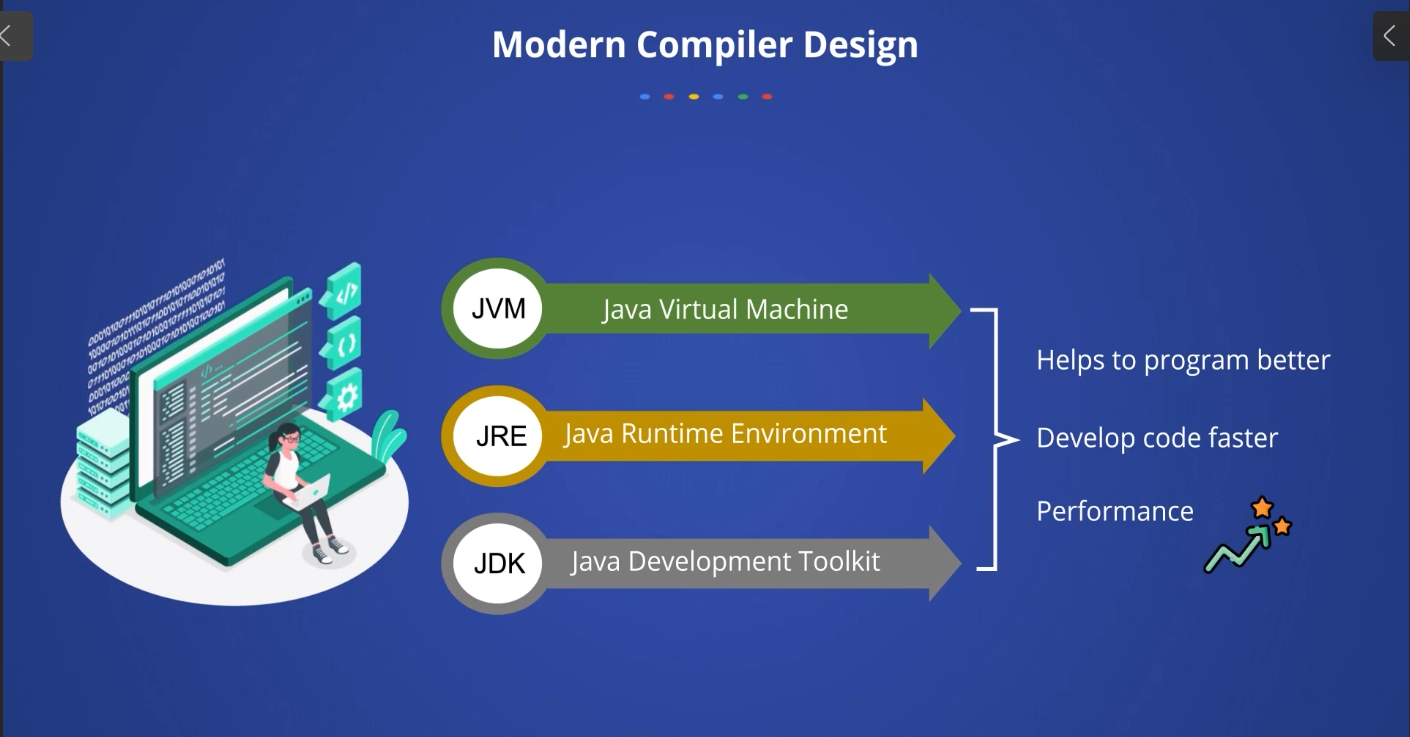 Modern Compiler Design
JVM
Java Virtual Machine
JRE
Java Runtime Environment
JDK
Java Development Toolkit
Helps to program better
Develop code faster
Performance